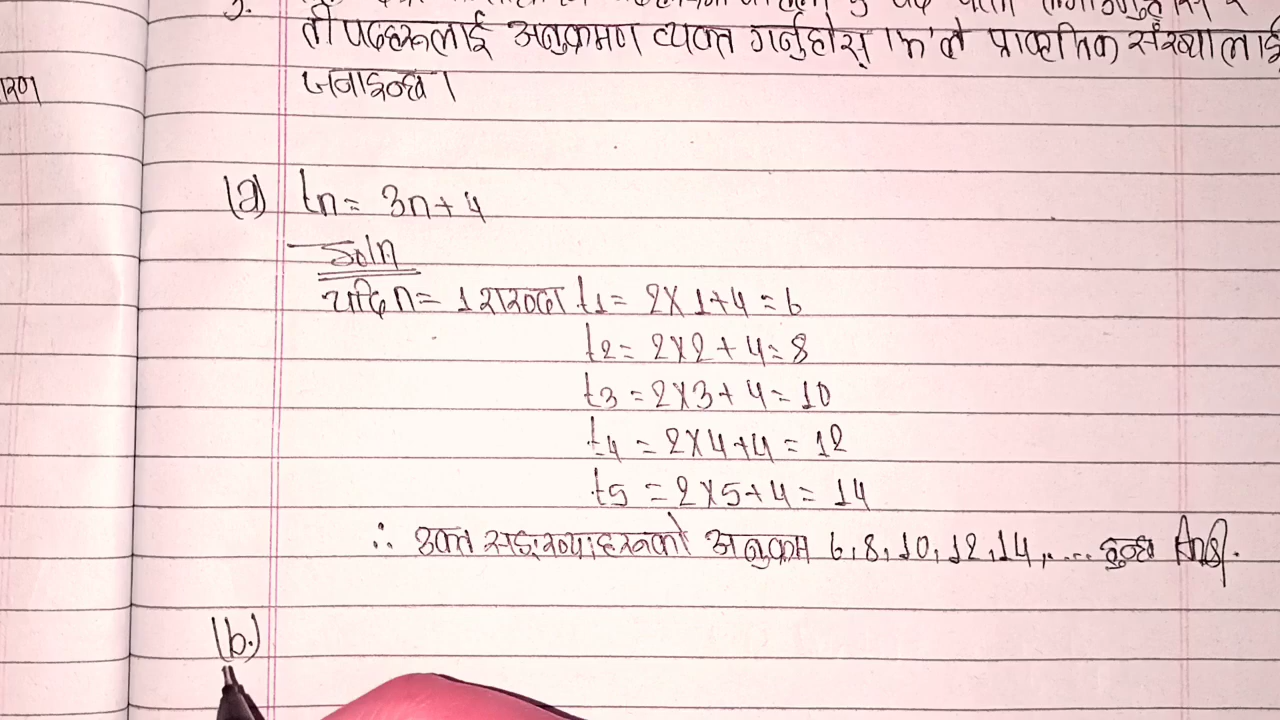 ती पदहरूलाई अनुक्रमण व्यक्त गर्नुहोस् । 'n' ले प्राकृतिक संख्यालाई
जनाइन्छ ।
(a) tn = 3n + 4
soln
यदि n = 1 राख्दा t1 = 2 × 1 + 4 = 6
t2 = 2 × 2 + 4 = 8
t3 = 2 × 3 + 4 = 10
t4 = 2 × 4 + 4 = 12
t5 = 2 × 5 + 4 = 14
∴ उक्त सङ्ख्याहरूको अनुक्रम 6, 8, 10, 12, 14, .... हुन्छ Ans.
(b.)